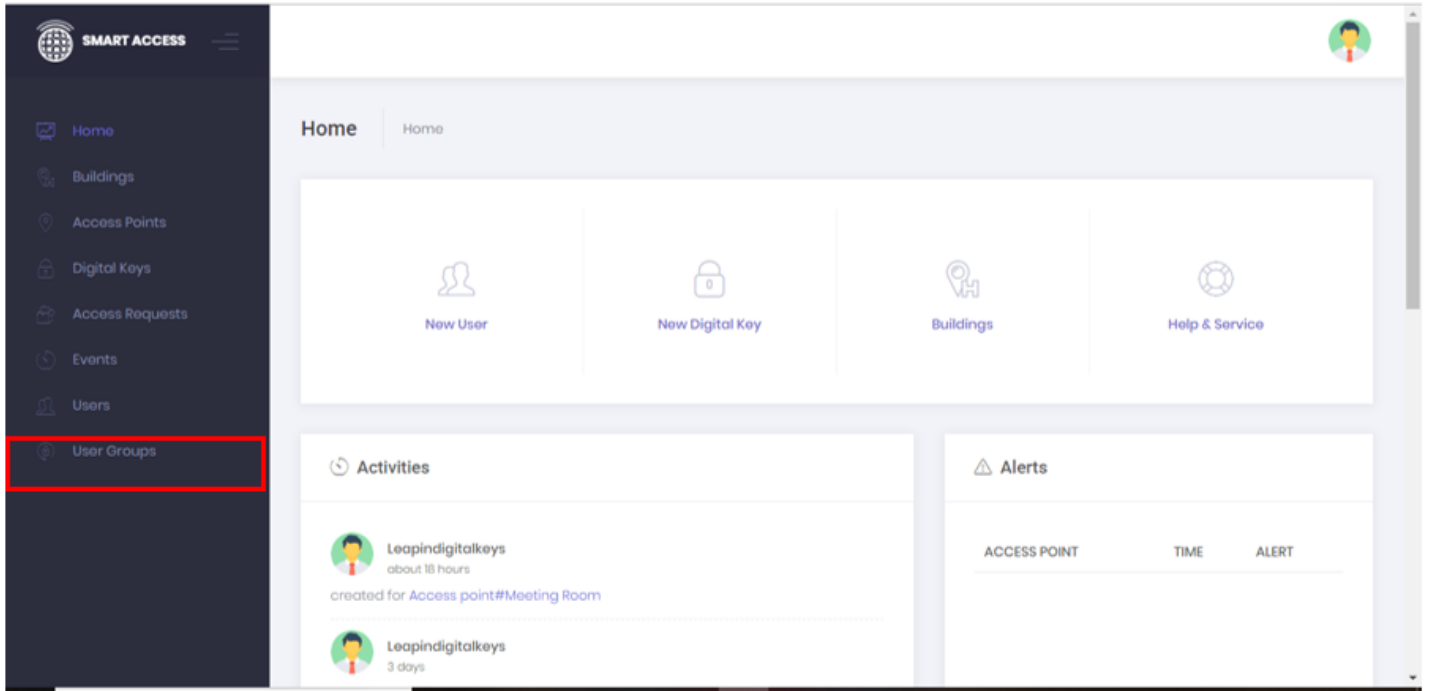 SMART ACCESS
Home
Buildings
Access Points
Digital Keys
Access Requests
Events
Users
User Groups
Home
Home
New User
New Digital Key
Buildings
Help & Service
Activities
Leapindigitalkeys
about 18 hours
created for Access point#Meeting Room
Leapindigitalkeys
3 days
Alerts
ACCESS POINT TIME ALERT